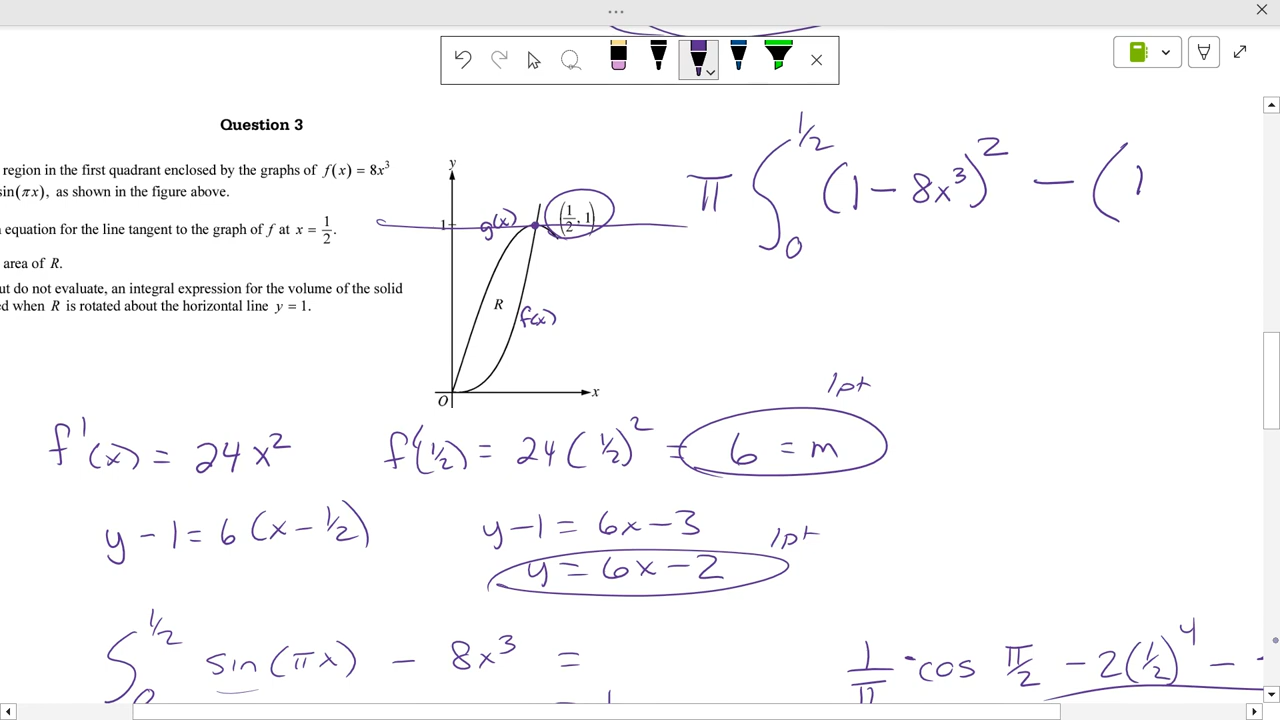 Question 3
region in the first quadrant enclosed by the graphs of f(x) = 8x³
sin(πx), as shown in the figure above.
equation for the line tangent to the graph of f at x = 1/2.
area of R.
ut do not evaluate, an integral expression for the volume of the solid
ed when R is rotated about the horizontal line y = 1.
y
1
g(x)
(1/2, 1)
R
f(x)
O
x
π ∫₀^{1/2} (1 − 8x³)² − (1
1pt
f'(x) = 24x²
f'(1/2) = 24(1/2)² = 6 = m
y − 1 = 6(x − 1/2)
y − 1 = 6x − 3
1pt
y = 6x − 2
∫₀^{1/2} sin(πx) − 8x³ =
1/π · cos π/2 − 2(1/2)⁴ −